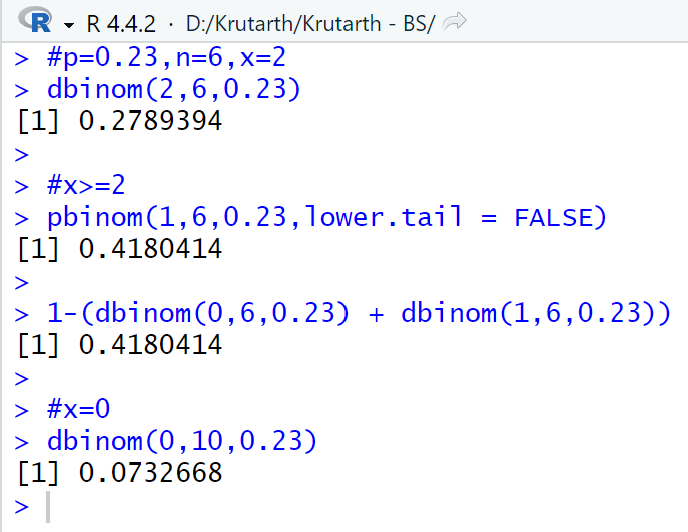 R R 4.4.2 · D:/Krutarth/Krutarth - BS/
> #p=0.23,n=6,x=2
> dbinom(2,6,0.23)
[1] 0.2789394
>
> #x>=2
> pbinom(1,6,0.23,lower.tail = FALSE)
[1] 0.4180414
>
> 1-(dbinom(0,6,0.23) + dbinom(1,6,0.23))
[1] 0.4180414
>
> #x=0
> dbinom(0,10,0.23)
[1] 0.0732668
>